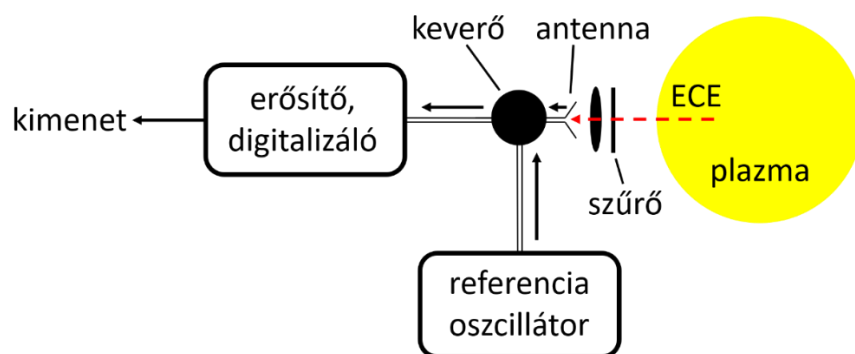 keverő
antenna
erősítő,
digitalizáló
kimenet
ECE
plazma
szűrő
referencia
oszcillátor